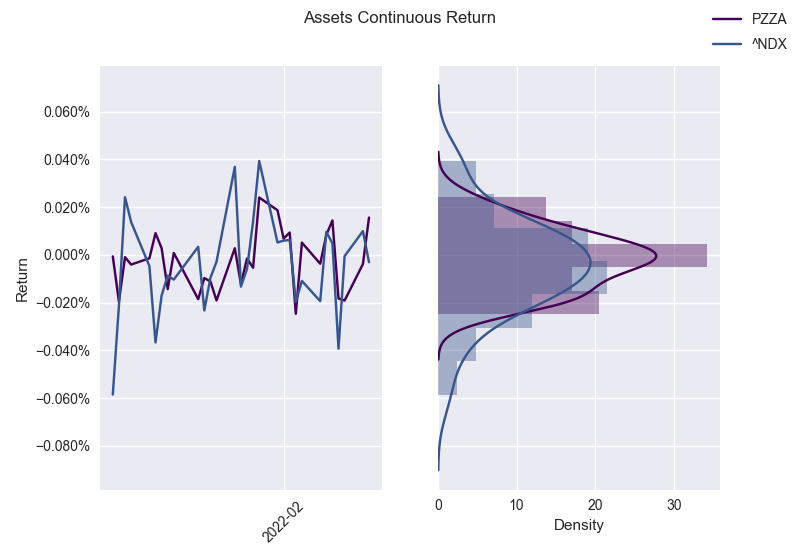 Assets Continuous Return
PZZA
^NDX
0.060%
0.040%
0.020%
0.000%
−0.020%
−0.040%
−0.060%
−0.080%
Return
2022-02
0 10 20 30
Density